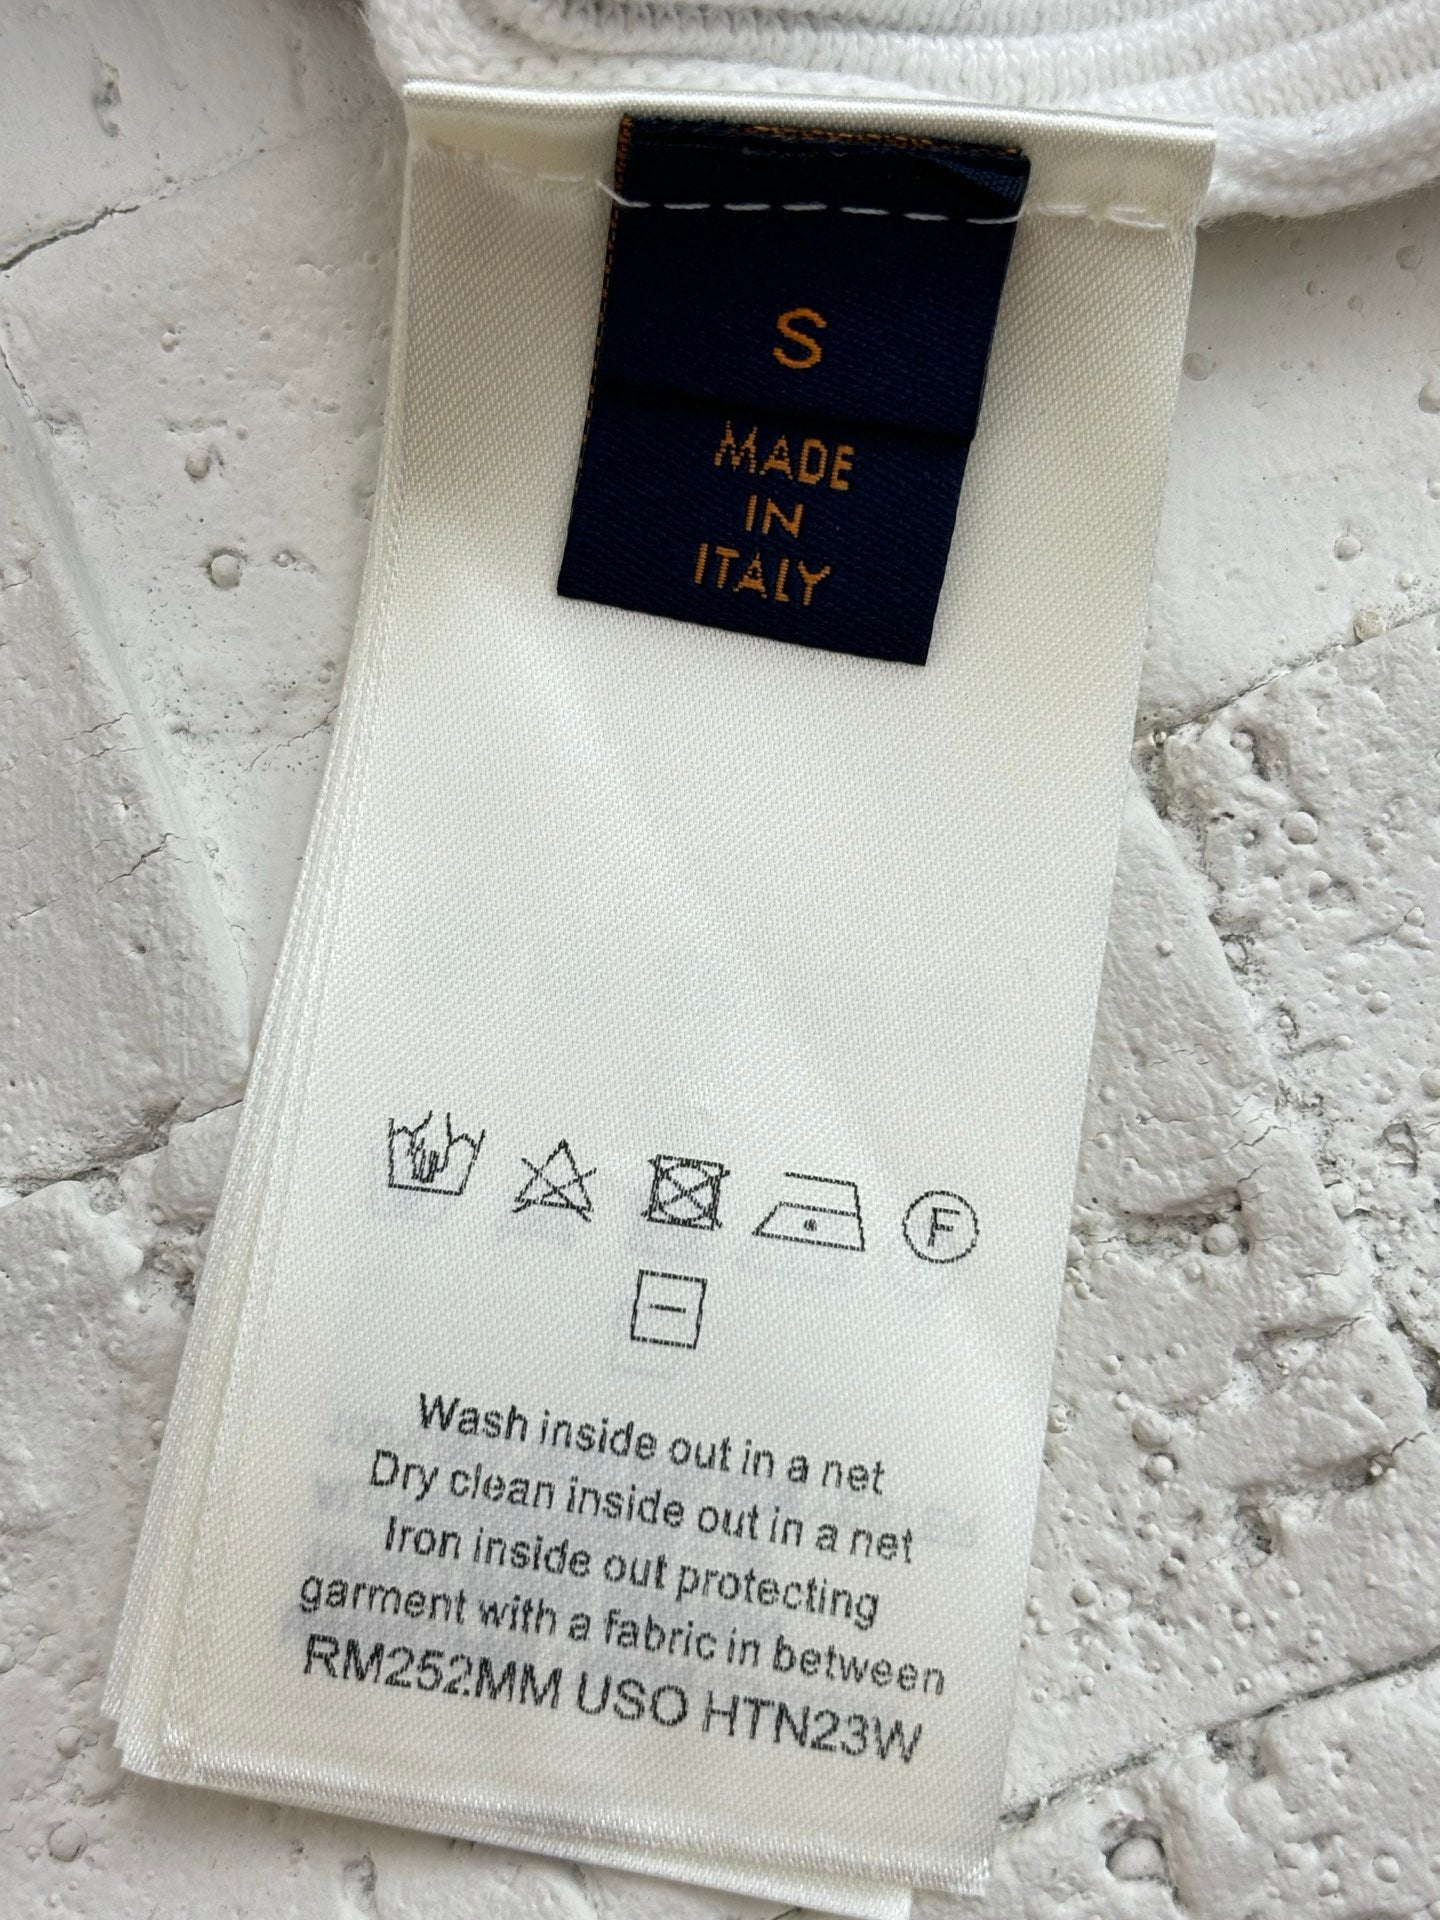 S
MADE
IN
ITALY
F
Wash inside out in a net
Dry clean inside out in a net
Iron inside out protecting
garment with a fabric in between
RM252MM USO HTN23W